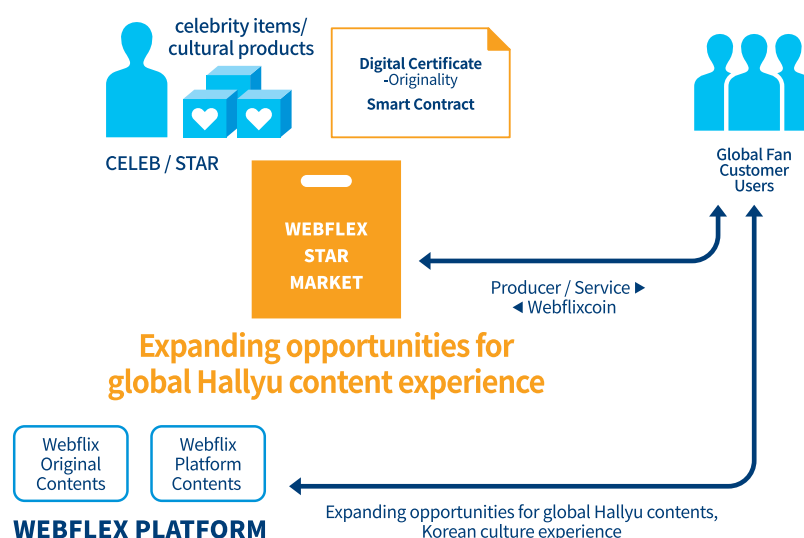 celebrity items/
cultural products
Digital Certificate
-Originality
Smart Contract
CELEB / STAR
Global Fan
Customer
Users
WEBFLEX
STAR
MARKET
Producer / Service ▶
◀ Webflixcoin
Expanding opportunities for
global Hallyu content experience
Webflix
Original
Contents
Webflix
Platform
Contents
WEBFLEX PLATFORM
Expanding opportunities for global Hallyu contents,
Korean culture experience